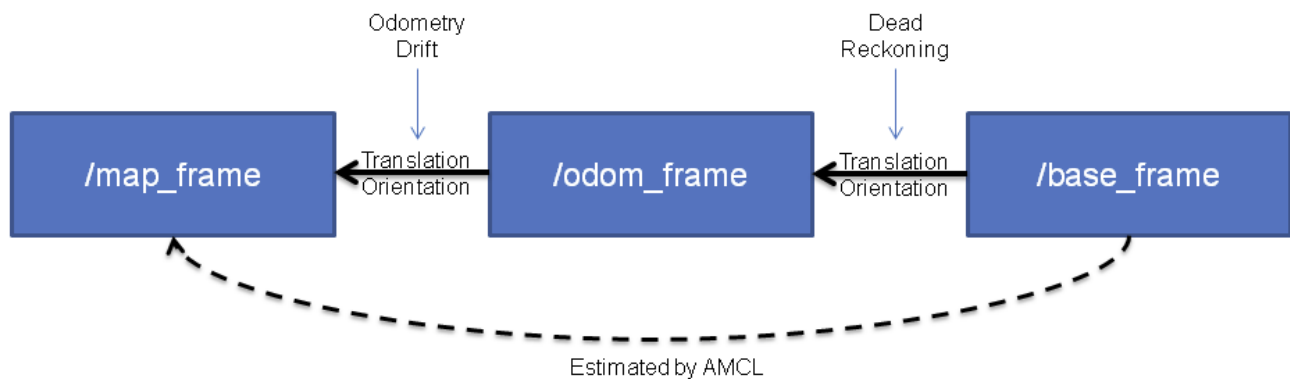 Odometry
Drift
Dead
Reckoning
/map_frame
Translation
Orientation
/odom_frame
Translation
Orientation
/base_frame
Estimated by AMCL